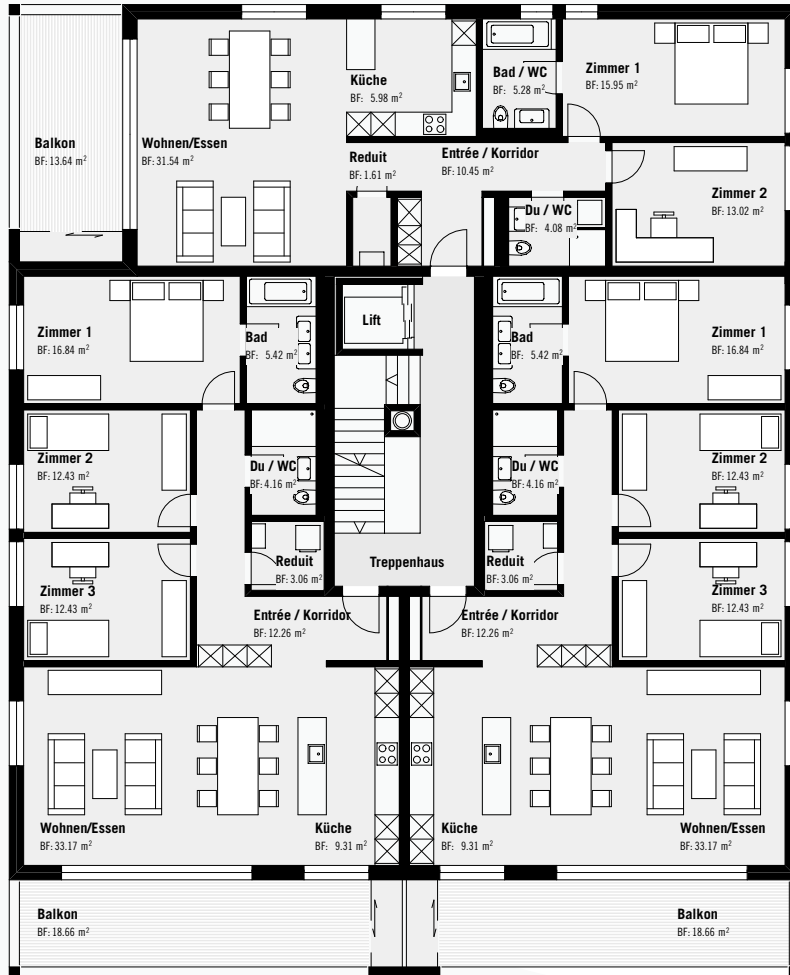 Küche
BF: 5.98 m²
Bad / WC
BF: 5.28 m²
Zimmer 1
BF: 15.95 m²
Balkon
BF: 13.64 m²
Wohnen/Essen
BF: 31.54 m²
Reduit
BF: 1.61 m²
Entrée / Korridor
BF: 10.45 m²
Zimmer 2
BF: 13.02 m²
Du / WC
BF: 4.08 m²
Zimmer 1
BF: 16.84 m²
Bad
BF: 5.42 m²
Lift
Bad
BF: 5.42 m²
Zimmer 1
BF: 16.84 m²
Zimmer 2
BF: 12.43 m²
Du / WC
BF: 4.16 m²
Du / WC
BF: 4.16 m²
Zimmer 2
BF: 12.43 m²
Zimmer 3
BF: 12.43 m²
Reduit
BF: 3.06 m²
Treppenhaus
Reduit
BF: 3.06 m²
Zimmer 3
BF: 12.43 m²
Entrée / Korridor
BF: 12.26 m²
Entrée / Korridor
BF: 12.26 m²
Wohnen/Essen
BF: 33.17 m²
Küche
BF: 9.31 m²
Küche
BF: 9.31 m²
Wohnen/Essen
BF: 33.17 m²
Balkon
BF: 18.66 m²
Balkon
BF: 18.66 m²